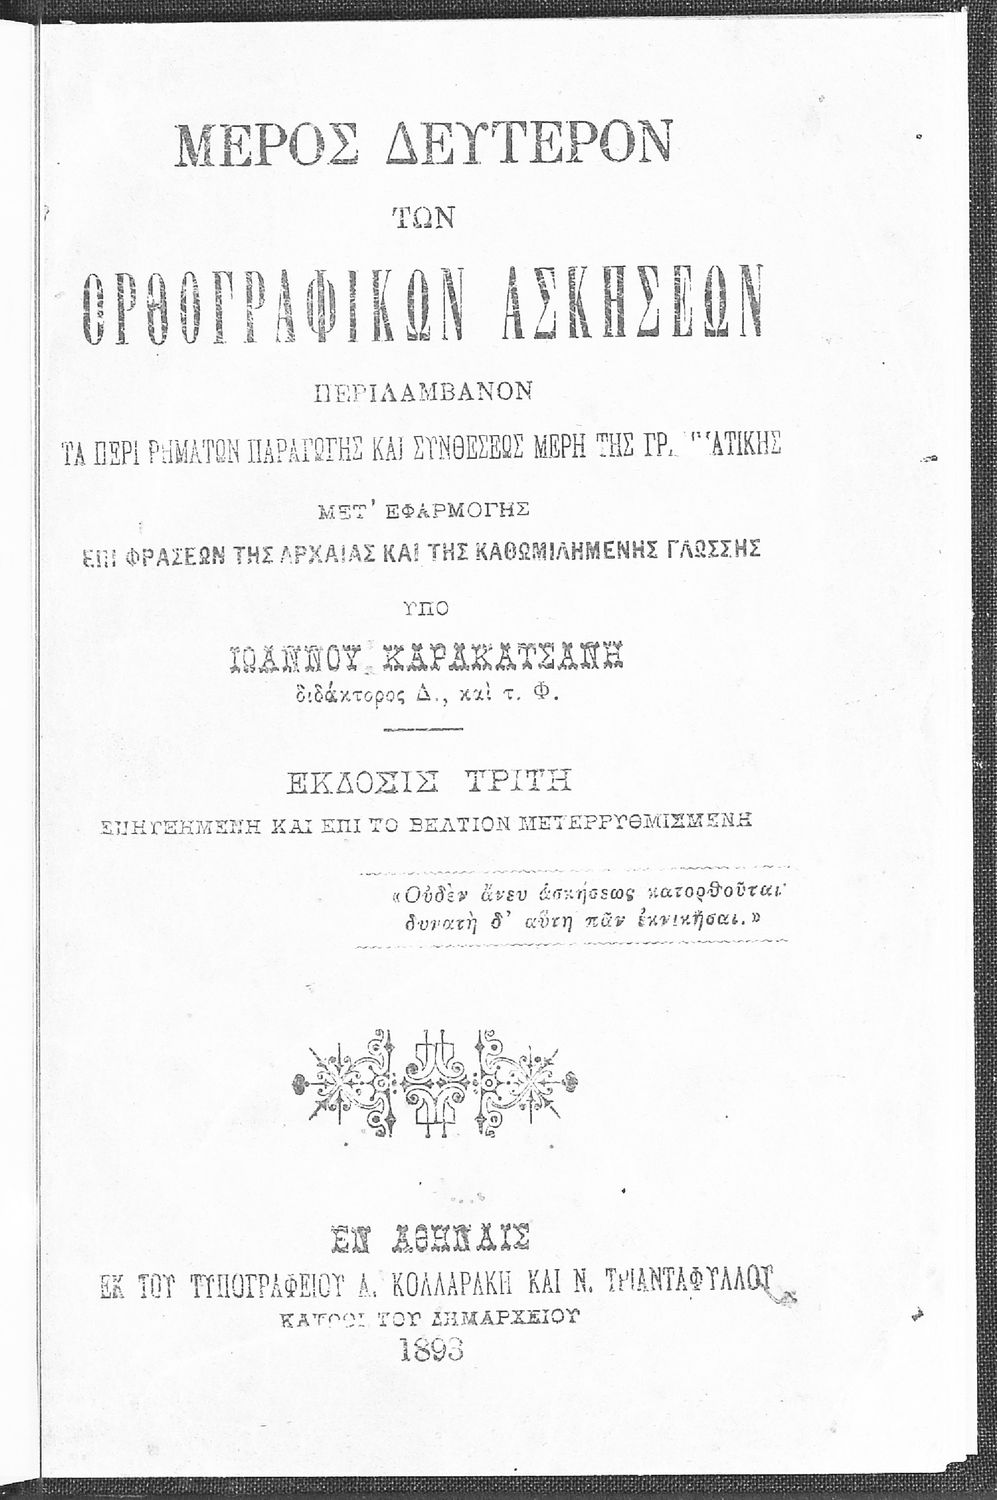 ΜΕΡΟΣ ΔΕΥΤΕΡΟΝ
ΤΩΝ
ΟΡΘΟΓΡΑΦΙΚΩΝ ΑΣΚΗΣΕΩΝ
ΠΕΡΙΛΑΜΒΑΝΟΝ
ΤΑ ΠΕΡΙ ΡΗΜΑΤΩΝ ΠΑΡΑΓΩΓΗΣ ΚΑΙ ΣΥΝΘΕΣΕΩΣ ΜΕΡΗ ΤΗΣ
ΜΕΤ' ΕΦΑΡΜΟΓΗΣ
ΕΠΙ ΦΡΑΣΕΩΝ ΤΗΣ ΑΡΧΑΙΑΣ ΚΑΙ ΤΗΣ ΚΑΘΩΜΙΛΗΜΕΝΗΣ ΓΛΩΣΣΗΣ
ΥΠΟ
ΙΩΑΝΝΟΥ ΚΑΡΑΚΑΤΣΑΝΗ
διδάκτορος Δ., καὶ τ. Φ.
ΕΚΔΟΣΙΣ ΤΡΙΤΗ
ΕΠΗΥΞΗΜΕΝΗ ΚΑΙ ΕΠΙ ΤΟ ΒΕΛΤΙΟΝ ΜΕΤΕΡΡΥΘΜΙΣΜΕΝΗ
«Οὐδὲν ἄνευ ἀσκήσεως κατορθοῦται·
δυνατὴ δ' αὕτη πᾶν ἐκνικῆσαι.»
ΕΝ ΑΘΗΝΑΙΣ
ΕΚ ΤΟΥ ΤΥΠΟΓΡΑΦΕΙΟΥ Α. ΚΟΛΛΑΡΑΚΗ ΚΑΙ Ν. ΤΡΙΑΝΤΑΦΥΛΛΟΥ
ΤΟΥ ΔΗΜΑΡΧΕΙΟΥ
1893